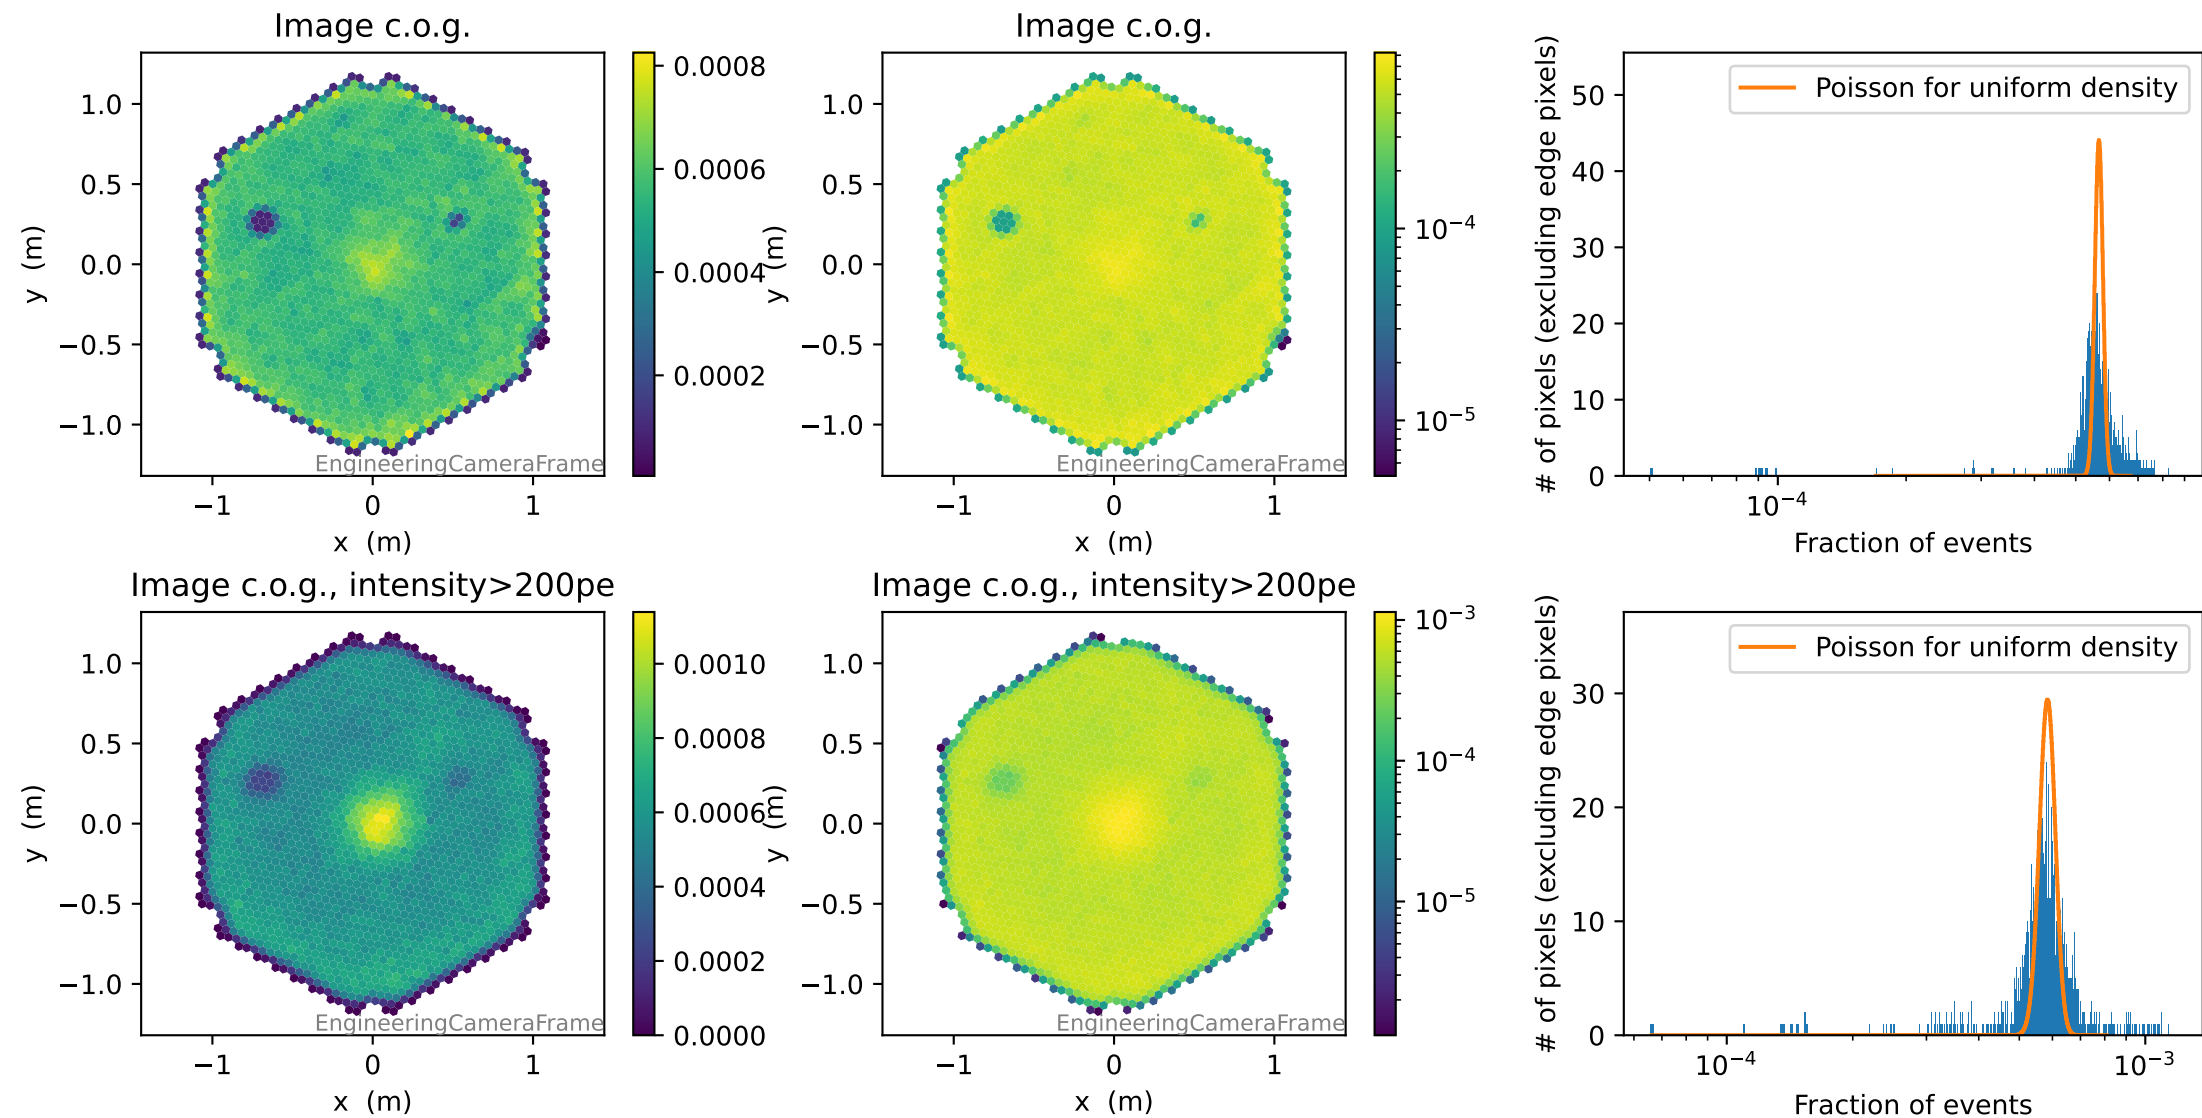 Image c.o.g.
1.0
0.5
0.0
−0.5
−1.0
y (m)
−1
0
1
x (m)
EngineeringCameraFrame
0.0008
0.0006
0.0004
0.0002
Image c.o.g.
1.0
0.5
0.0
−0.5
−1.0
y (m)
−1
0
1
x (m)
EngineeringCameraFrame
10⁻⁴
10⁻⁵
Poisson for uniform density
50
40
30
20
10
0
# of pixels (excluding edge pixels)
10⁻⁴
Fraction of events
Image c.o.g., intensity>200pe
1.0
0.5
0.0
−0.5
−1.0
y (m)
−1
0
1
x (m)
EngineeringCameraFrame
0.0010
0.0008
0.0006
0.0004
0.0002
0.0000
Image c.o.g., intensity>200pe
1.0
0.5
0.0
−0.5
−1.0
y (m)
−1
0
1
x (m)
EngineeringCameraFrame
10⁻³
10⁻⁴
10⁻⁵
Poisson for uniform density
30
20
10
0
# of pixels (excluding edge pixels)
10⁻⁴
10⁻³
Fraction of events